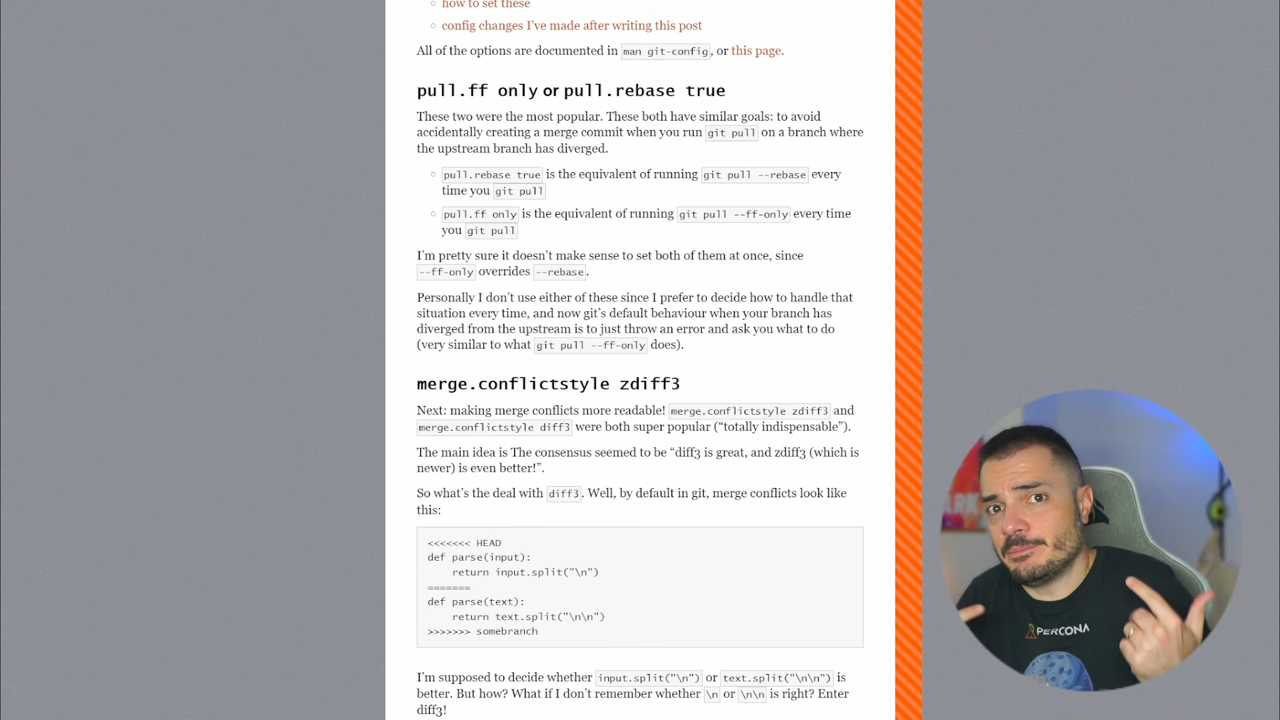 how to set these
config changes I've made after writing this post
All of the options are documented in man git-config, or this page.
pull.ff only or pull.rebase true
These two were the most popular. These both have similar goals: to avoid
accidentally creating a merge commit when you run git pull on a branch where
the upstream branch has diverged.
pull.rebase true is the equivalent of running git pull --rebase every
time you git pull
pull.ff only is the equivalent of running git pull --ff-only every time
you git pull
I'm pretty sure it doesn't make sense to set both of them at once, since
--ff-only overrides --rebase.
Personally I don't use either of these since I prefer to decide how to handle that
situation every time, and now git's default behaviour when your branch has
diverged from the upstream is to just throw an error and ask you what to do
(very similar to what git pull --ff-only does).
merge.conflictstyle zdiff3
Next: making merge conflicts more readable! merge.conflictstyle zdiff3 and
merge.conflictstyle diff3 were both super popular (“totally indispensable”).
The main idea is The consensus seemed to be “diff3 is great, and zdiff3 (which is
newer) is even better!”.
So what's the deal with diff3. Well, by default in git, merge conflicts look like
this:
<<<<<<< HEAD
def parse(input):
    return input.split("\n")
=======
def parse(text):
    return text.split("\n\n")
>>>>>>> somebranch
I'm supposed to decide whether input.split("\n") or text.split("\n\n") is
better. But how? What if I don't remember whether \n or \n\n is right? Enter
diff3!
PERCONA